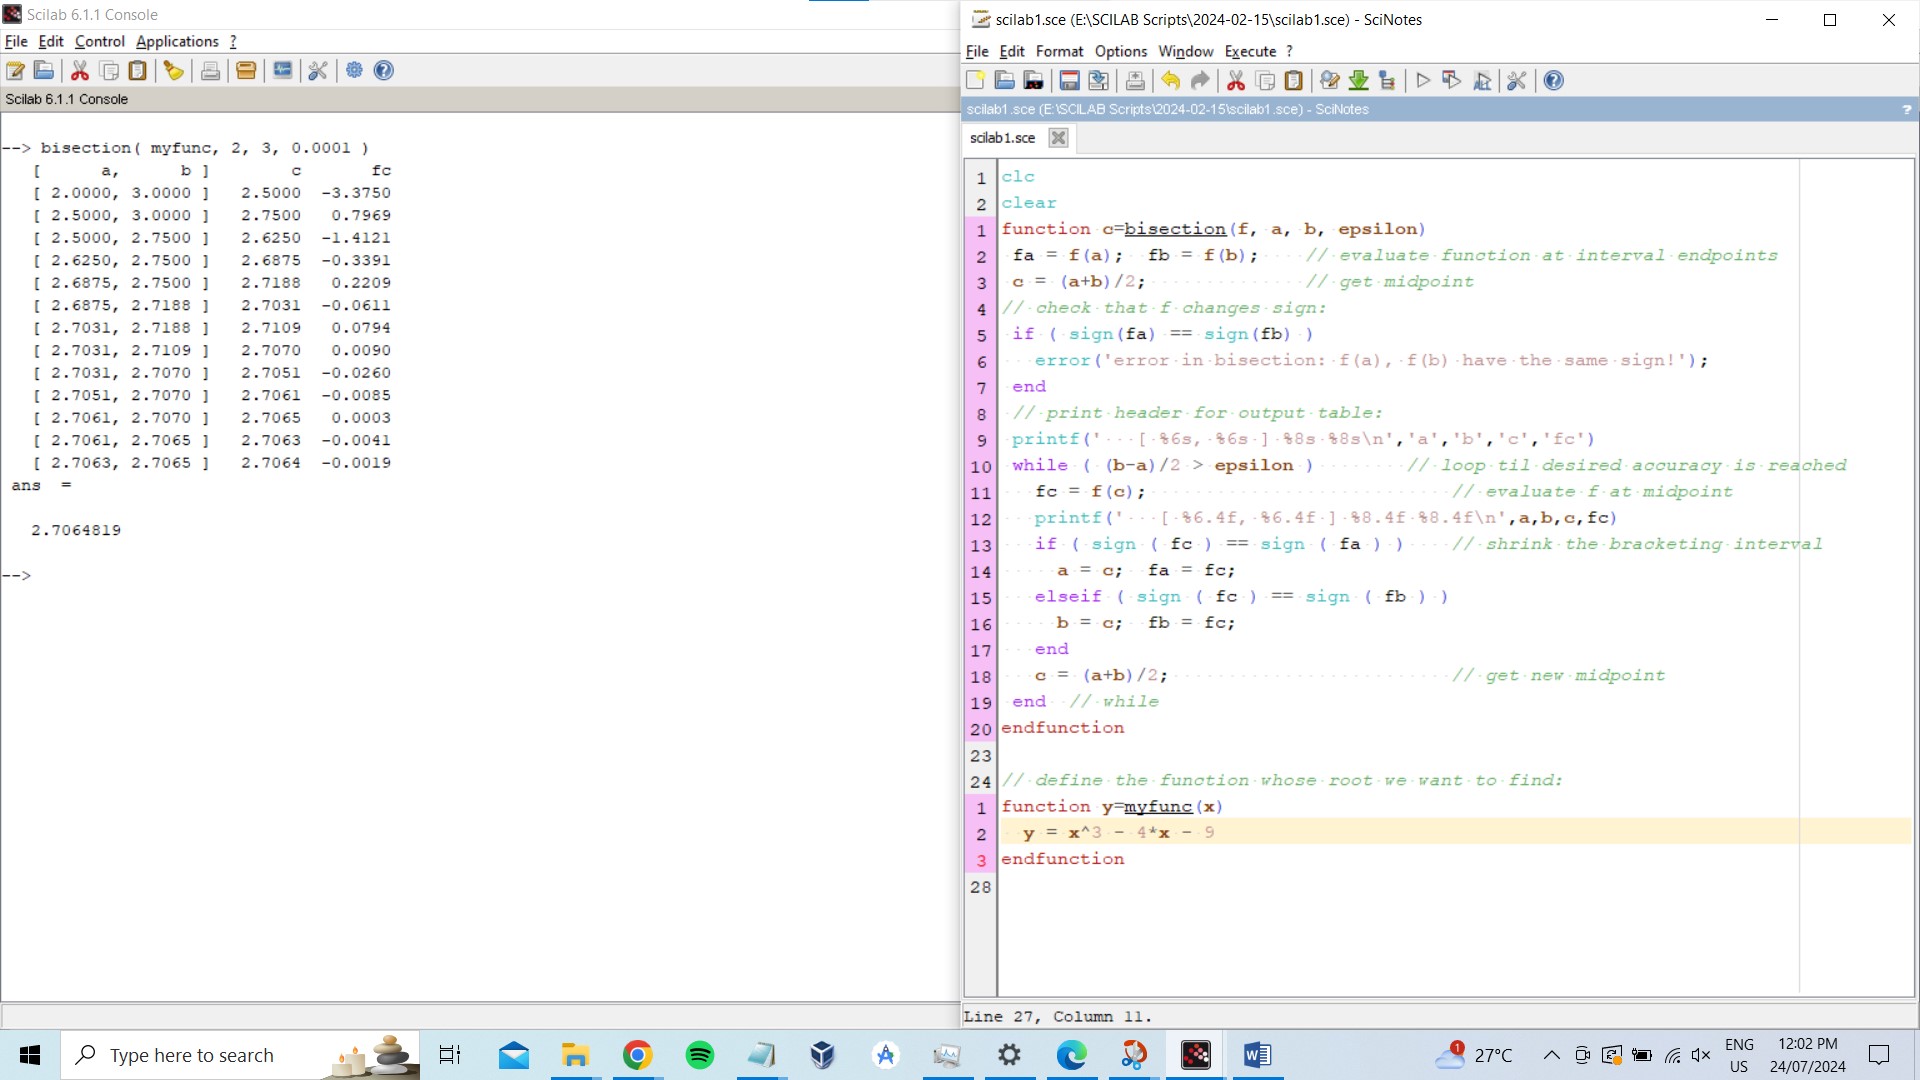 Scilab 6.1.1 Console
File Edit Control Applications ?
Scilab 6.1.1 Console
--> bisection( myfunc, 2, 3, 0.0001 )
[ a, b ] c fc
[ 2.0000, 3.0000 ] 2.5000 -3.3750
[ 2.5000, 3.0000 ] 2.7500 0.7969
[ 2.5000, 2.7500 ] 2.6250 -1.4121
[ 2.6250, 2.7500 ] 2.6875 -0.3391
[ 2.6875, 2.7500 ] 2.7188 0.2209
[ 2.6875, 2.7188 ] 2.7031 -0.0611
[ 2.7031, 2.7188 ] 2.7109 0.0794
[ 2.7031, 2.7109 ] 2.7070 0.0090
[ 2.7031, 2.7070 ] 2.7051 -0.0260
[ 2.7051, 2.7070 ] 2.7061 -0.0085
[ 2.7061, 2.7070 ] 2.7065 0.0003
[ 2.7061, 2.7065 ] 2.7063 -0.0041
[ 2.7063, 2.7065 ] 2.7064 -0.0019
ans =
2.7064819
-->
scilab1.sce (E:\SCILAB Scripts\2024-02-15\scilab1.sce) - SciNotes
File Edit Format Options Window Execute ?
scilab1.sce (E:\SCILAB Scripts\2024-02-15\scilab1.sce) - SciNotes ?
scilab1.sce
1 clc
2 clear
1 function c=bisection(f, a, b, epsilon)
2 fa = f(a); fb = f(b); // evaluate function at interval endpoints
3 c = (a+b)/2; // get midpoint
4 // check that f changes sign:
5 if ( sign(fa) == sign(fb) )
6 error('error in bisection: f(a), f(b) have the same sign!');
7 end
8 // print header for output table:
9 printf('   [ %6s, %6s ] %8s %8s\n','a','b','c','fc')
10 while ( (b-a)/2 > epsilon ) // loop til desired accuracy is reached
11 fc = f(c); // evaluate f at midpoint
12 printf('   [ %6.4f, %6.4f ] %8.4f %8.4f\n',a,b,c,fc)
13 if ( sign ( fc ) == sign ( fa ) ) // shrink the bracketing interval
14 a = c; fa = fc;
15 elseif ( sign ( fc ) == sign ( fb ) )
16 b = c; fb = fc;
17 end
18 c = (a+b)/2; // get new midpoint
19 end // while
20 endfunction
23
24 // define the function whose root we want to find:
1 function y=myfunc(x)
2 y = x^3 - 4*x - 9
3 endfunction
28
Line 27, Column 11.
Type here to search
1
27°C
ENG
US
12:02 PM
24/07/2024